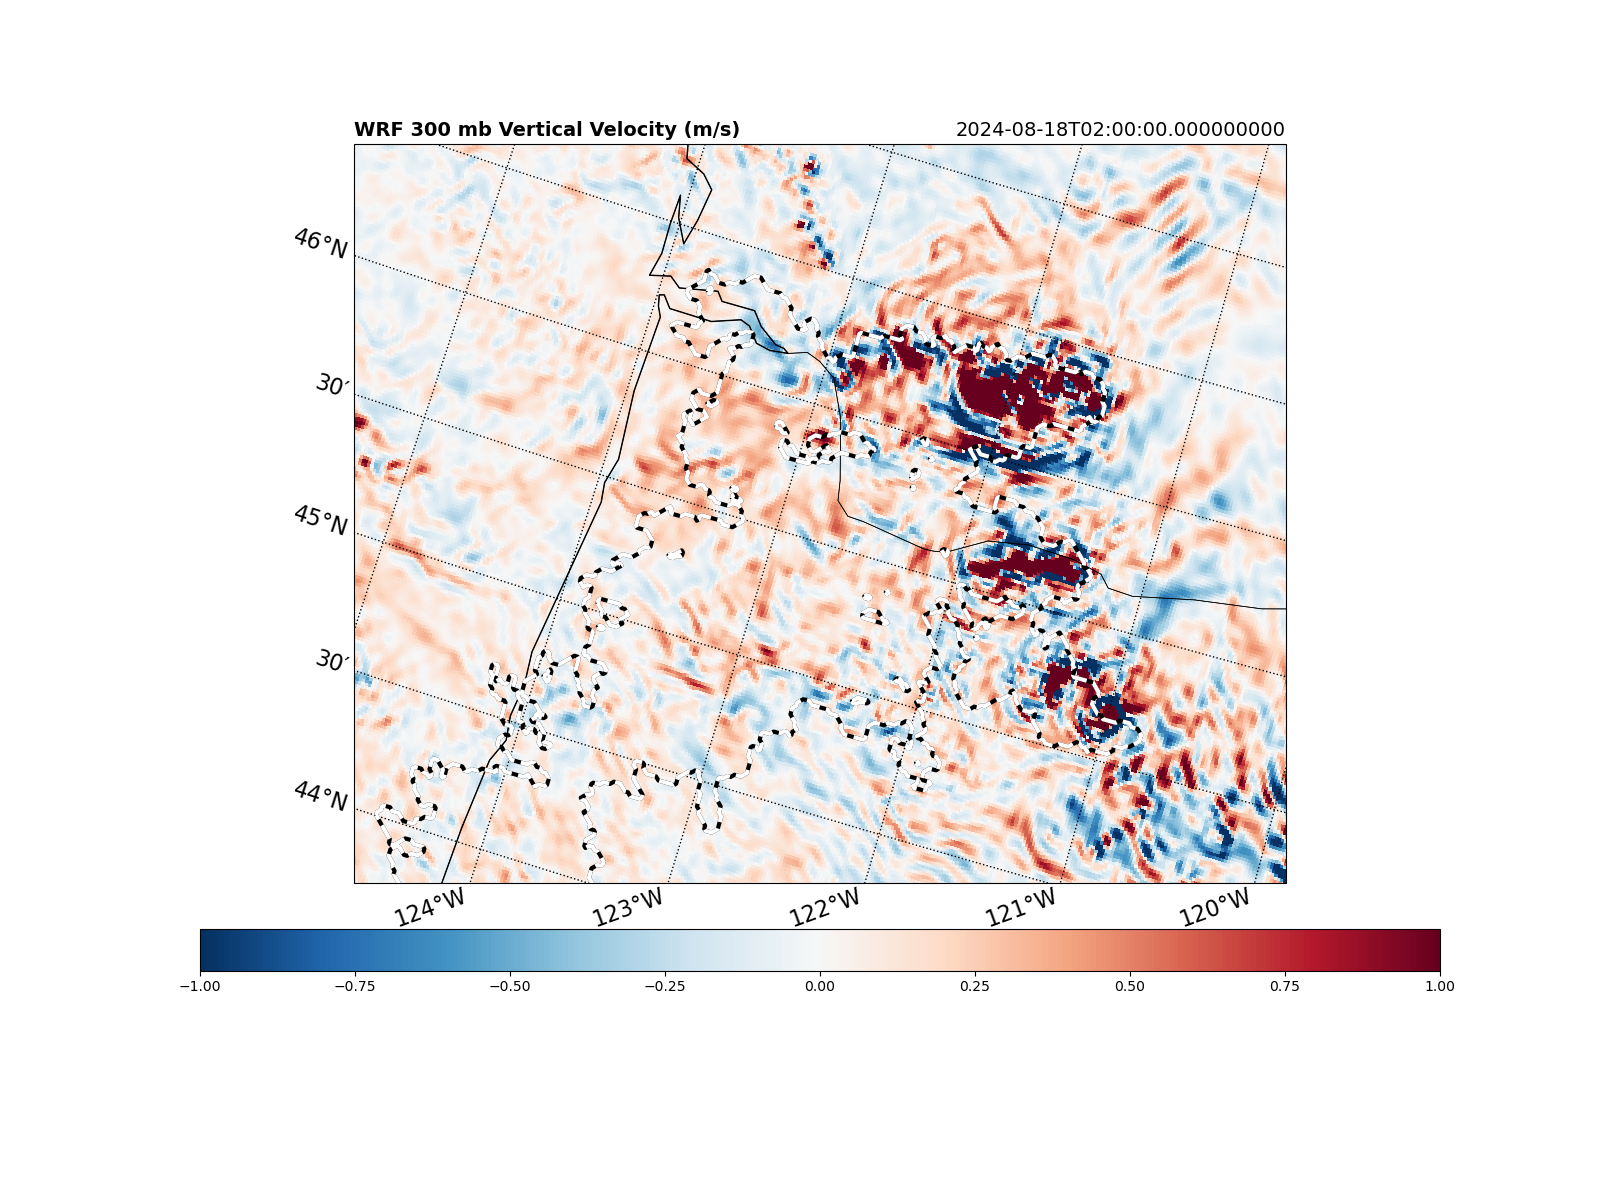 WRF 300 mb Vertical Velocity (m/s) 2024-08-18T02:00:00.000000000
46°N
30′
45°N
30′
44°N
124°W 123°W 122°W 121°W 120°W
−1.00 −0.75 −0.50 −0.25 0.00 0.25 0.50 0.75 1.00